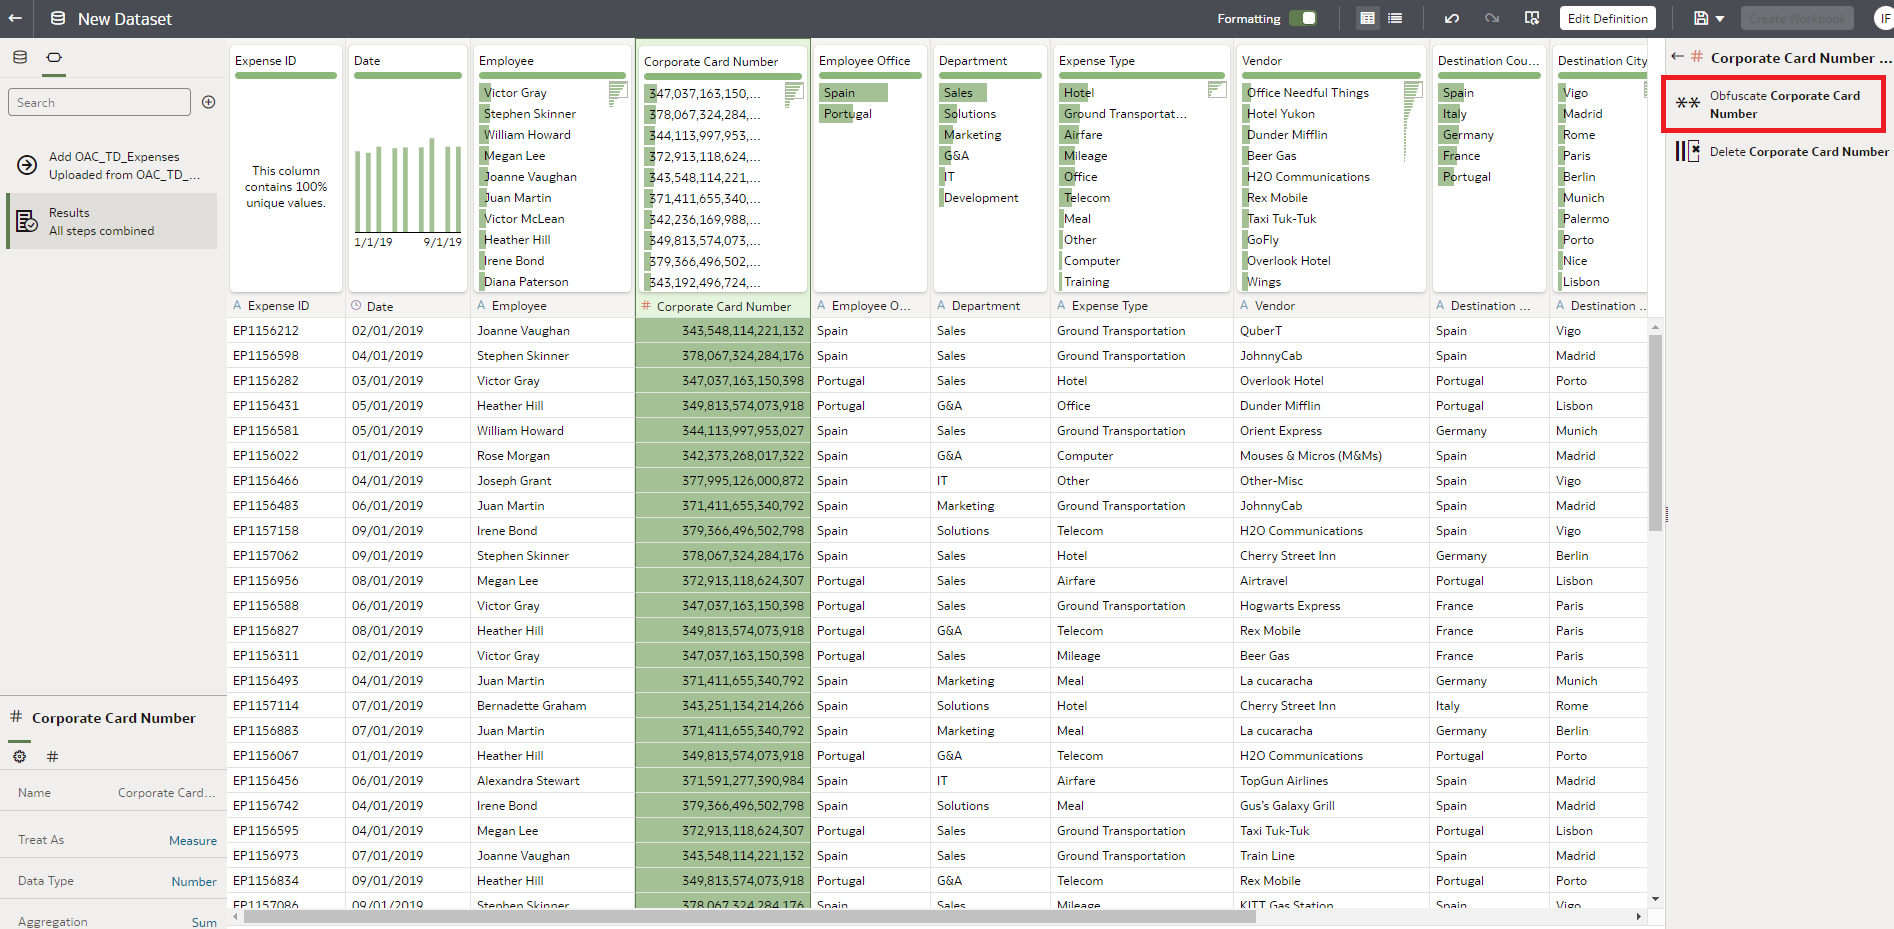 New Dataset
Formatting
Edit Definition
Create Workbook
IF
Search
Add OAC_TD_Expenses
Uploaded from OAC_TD_...
Results
All steps combined
Corporate Card Number
Name Corporate Card...
Treat As Measure
Data Type Number
Aggregation Sum
Expense ID
This column
contains 100%
unique values.
Date
1/1/19 9/1/19
Employee
Victor Gray
Stephen Skinner
William Howard
Megan Lee
Joanne Vaughan
Juan Martin
Victor McLean
Heather Hill
Irene Bond
Diana Paterson
Corporate Card Number
347,037,163,150,...
378,067,324,284,...
344,113,997,953,...
372,913,118,624,...
343,548,114,221,...
371,411,655,340,...
342,236,169,988,...
349,813,574,073,...
379,366,496,502,...
343,192,496,724,...
Employee Office
Spain
Portugal
Department
Sales
Solutions
Marketing
G&A
IT
Development
Expense Type
Hotel
Ground Transportat...
Airfare
Mileage
Office
Telecom
Meal
Other
Computer
Training
Vendor
Office Needful Things
Hotel Yukon
Dunder Mifflin
Beer Gas
H2O Communications
Rex Mobile
Taxi Tuk-Tuk
GoFly
Overlook Hotel
Wings
Destination Cou...
Spain
Italy
Germany
France
Portugal
Destination City
Vigo
Madrid
Rome
Paris
Berlin
Munich
Palermo
Porto
Nice
Lisbon
A Expense ID Date A Employee # Corporate Card Number A Employee O... A Department A Expense Type A Vendor A Destination ... A Destination ..
EP1156212 02/01/2019 Joanne Vaughan 343,548,114,221,132 Spain Sales Ground Transportation QuberT Spain Vigo
EP1156598 04/01/2019 Stephen Skinner 378,067,324,284,176 Spain Sales Ground Transportation JohnnyCab Spain Madrid
EP1156282 03/01/2019 Victor Gray 347,037,163,150,398 Portugal Sales Hotel Overlook Hotel Portugal Porto
EP1156431 05/01/2019 Heather Hill 349,813,574,073,918 Portugal G&A Office Dunder Mifflin Portugal Lisbon
EP1156581 05/01/2019 William Howard 344,113,997,953,027 Spain Sales Ground Transportation Orient Express Germany Munich
EP1156022 01/01/2019 Rose Morgan 342,373,268,017,322 Spain G&A Computer Mouses & Micros (M&Ms) Spain Madrid
EP1156466 04/01/2019 Joseph Grant 377,995,126,000,872 Spain IT Other Other-Misc Spain Vigo
EP1156483 06/01/2019 Juan Martin 371,411,655,340,792 Spain Marketing Ground Transportation JohnnyCab Spain Madrid
EP1157158 09/01/2019 Irene Bond 379,366,496,502,798 Spain Solutions Telecom H2O Communications Spain Vigo
EP1157062 09/01/2019 Stephen Skinner 378,067,324,284,176 Spain Sales Hotel Cherry Street Inn Germany Berlin
EP1156956 08/01/2019 Megan Lee 372,913,118,624,307 Portugal Sales Airfare Airtravel Portugal Lisbon
EP1156588 06/01/2019 Victor Gray 347,037,163,150,398 Portugal Sales Ground Transportation Hogwarts Express France Paris
EP1156827 08/01/2019 Heather Hill 349,813,574,073,918 Portugal G&A Telecom Rex Mobile France Paris
EP1156311 02/01/2019 Victor Gray 347,037,163,150,398 Portugal Sales Mileage Beer Gas France Paris
EP1156493 04/01/2019 Juan Martin 371,411,655,340,792 Spain Marketing Meal La cucaracha Germany Munich
EP1157114 07/01/2019 Bernadette Graham 343,251,134,214,266 Spain Solutions Hotel Cherry Street Inn Italy Rome
EP1156883 07/01/2019 Juan Martin 371,411,655,340,792 Spain Marketing Meal La cucaracha Germany Berlin
EP1156067 01/01/2019 Heather Hill 349,813,574,073,918 Portugal G&A Telecom H2O Communications Portugal Porto
EP1156456 06/01/2019 Alexandra Stewart 371,591,277,390,984 Spain IT Airfare TopGun Airlines Spain Madrid
EP1156742 04/01/2019 Irene Bond 379,366,496,502,798 Spain Solutions Meal Gus's Galaxy Grill Spain Madrid
EP1156595 04/01/2019 Megan Lee 372,913,118,624,307 Portugal Sales Ground Transportation Taxi Tuk-Tuk Portugal Lisbon
EP1156973 07/01/2019 Joanne Vaughan 343,548,114,221,132 Spain Sales Ground Transportation Train Line Spain Madrid
EP1156834 09/01/2019 Heather Hill 349,813,574,073,918 Portugal G&A Telecom Rex Mobile Portugal Porto
EP1157086 09/01/2019 Stephen Skinner 378,067,324,284,176 Spain Sales Mileage KITT Gas Station Spain Vigo
# Corporate Card Number ...
Obfuscate Corporate Card
Number
Delete Corporate Card Number